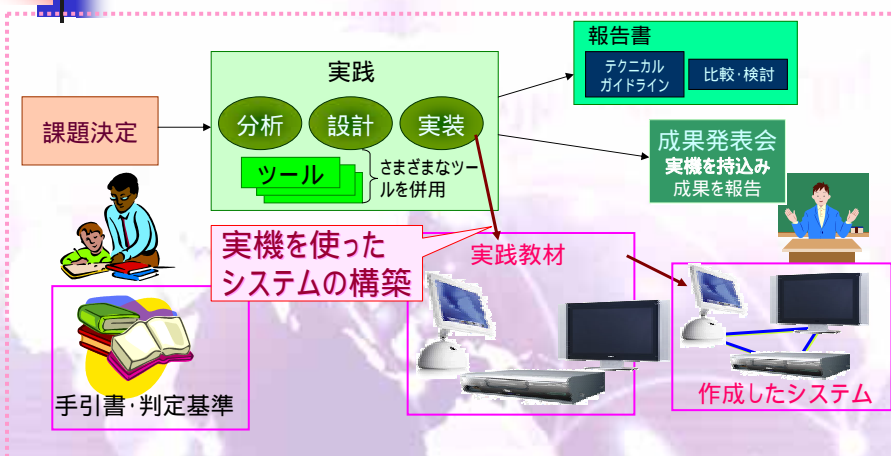 報告書
テクニカル
ガイドライン
比較・検討
実践
課題決定
分析
設計
実装
ツール
さまざまなツー
ルを併用
成果発表会
実機を持込み
成果を報告
実機を使った
システムの構築
実践教材
手引書・判定基準
作成したシステム